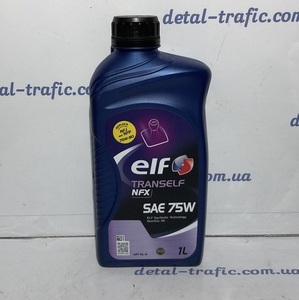 detal-trafic.com.ua
elf
TRANSELF
NFX
SAE 75W
ELF Synthetic Technology
1L
detal-trafic.com.ua